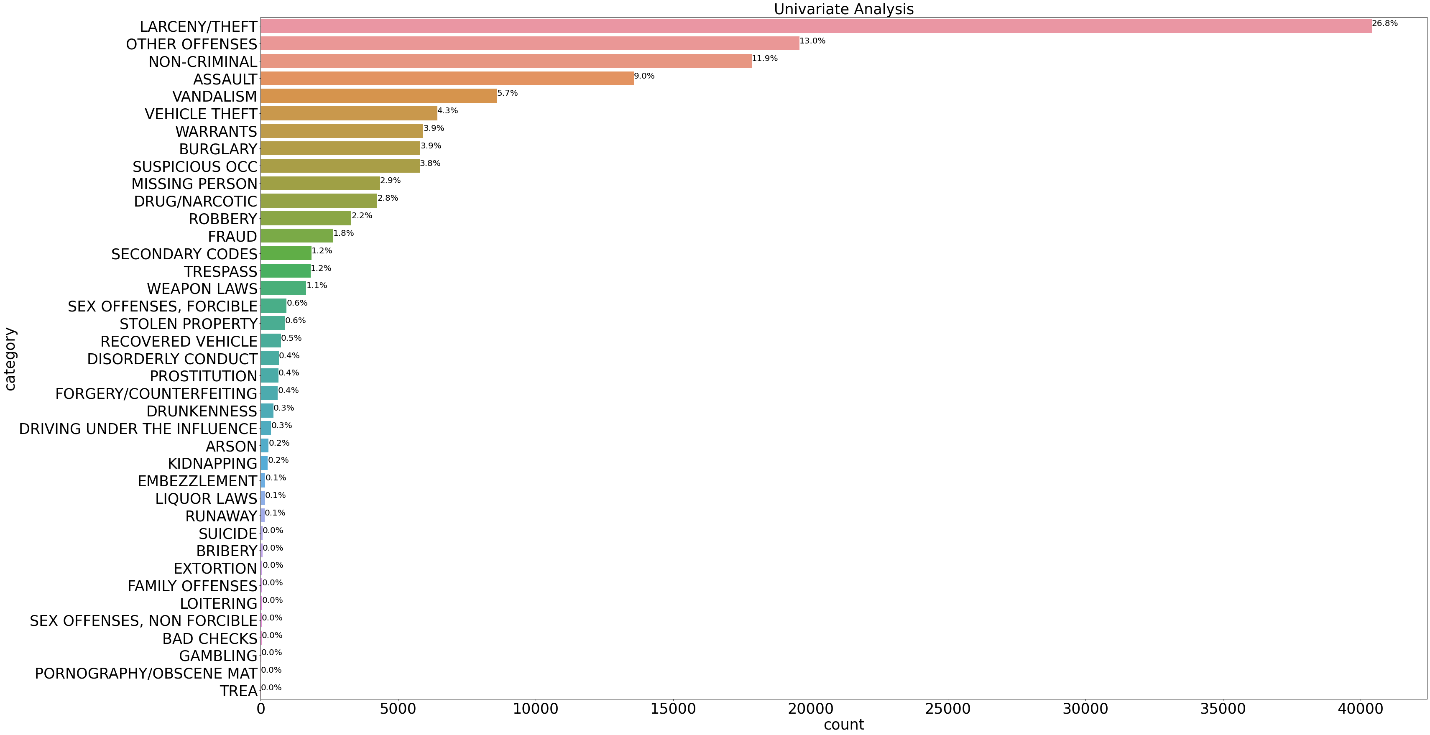 Univariate Analysis
LARCENY/THEFT 26.8%
OTHER OFFENSES 13.0%
NON-CRIMINAL 11.9%
ASSAULT 9.0%
VANDALISM 5.7%
VEHICLE THEFT 4.3%
WARRANTS 3.9%
BURGLARY 3.9%
SUSPICIOUS OCC 3.8%
MISSING PERSON 2.9%
DRUG/NARCOTIC 2.8%
ROBBERY 2.2%
FRAUD 1.8%
SECONDARY CODES 1.2%
TRESPASS 1.2%
WEAPON LAWS 1.1%
SEX OFFENSES, FORCIBLE 0.6%
STOLEN PROPERTY 0.6%
RECOVERED VEHICLE 0.5%
DISORDERLY CONDUCT 0.4%
PROSTITUTION 0.4%
FORGERY/COUNTERFEITING 0.4%
DRUNKENNESS 0.3%
DRIVING UNDER THE INFLUENCE 0.3%
ARSON 0.2%
KIDNAPPING 0.2%
EMBEZZLEMENT 0.1%
LIQUOR LAWS 0.1%
RUNAWAY 0.1%
SUICIDE 0.0%
BRIBERY 0.0%
EXTORTION 0.0%
FAMILY OFFENSES 0.0%
LOITERING 0.0%
SEX OFFENSES, NON FORCIBLE 0.0%
BAD CHECKS 0.0%
GAMBLING 0.0%
PORNOGRAPHY/OBSCENE MAT 0.0%
TREA 0.0%
category
0 5000 10000 15000 20000 25000 30000 35000 40000
count